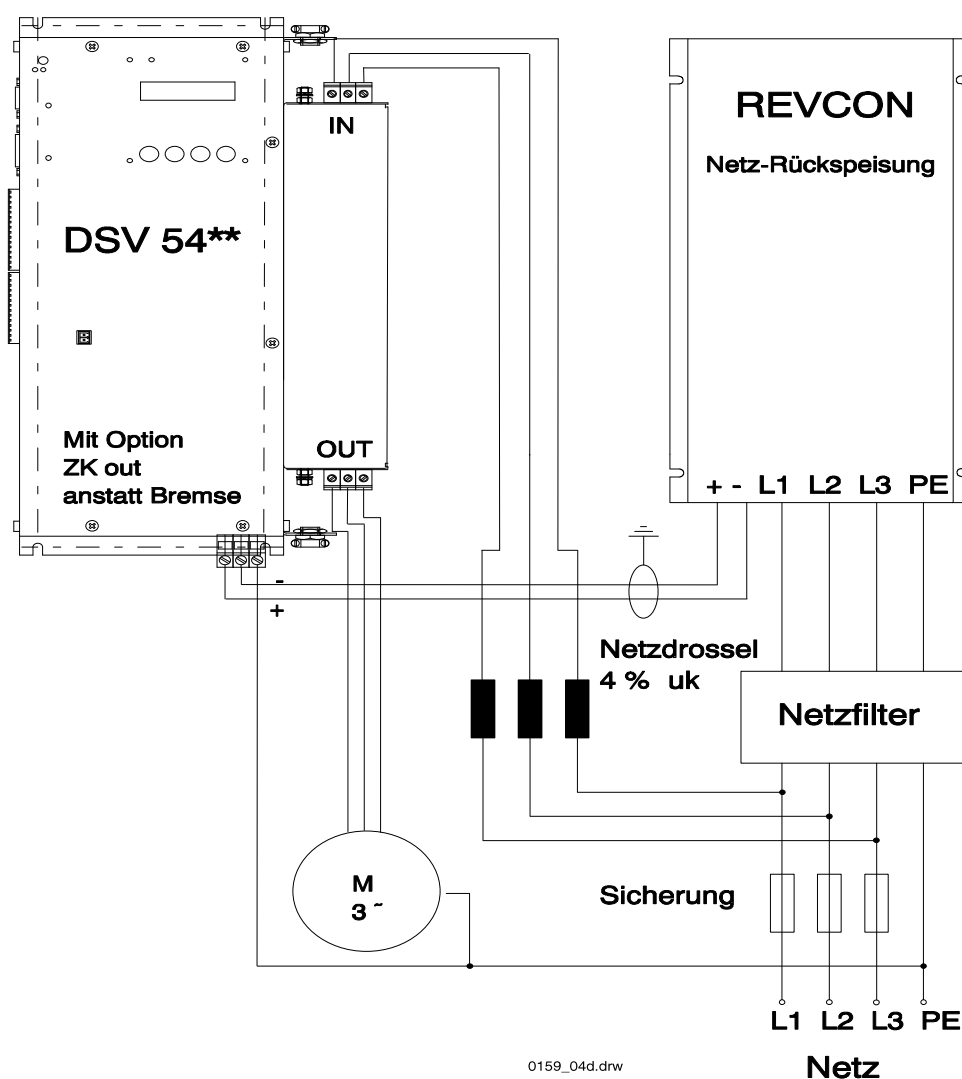 IN
REVCON
Netz-Rückspeisung
DSV 54**
Mit Option
ZK out
anstatt Bremse
OUT
+ - L1 L2 L3 PE
-
+
Netzdrossel
4 % uk
Netzfilter
M
3 ~
Sicherung
L1 L2 L3 PE
Netz
0159_04d.drw